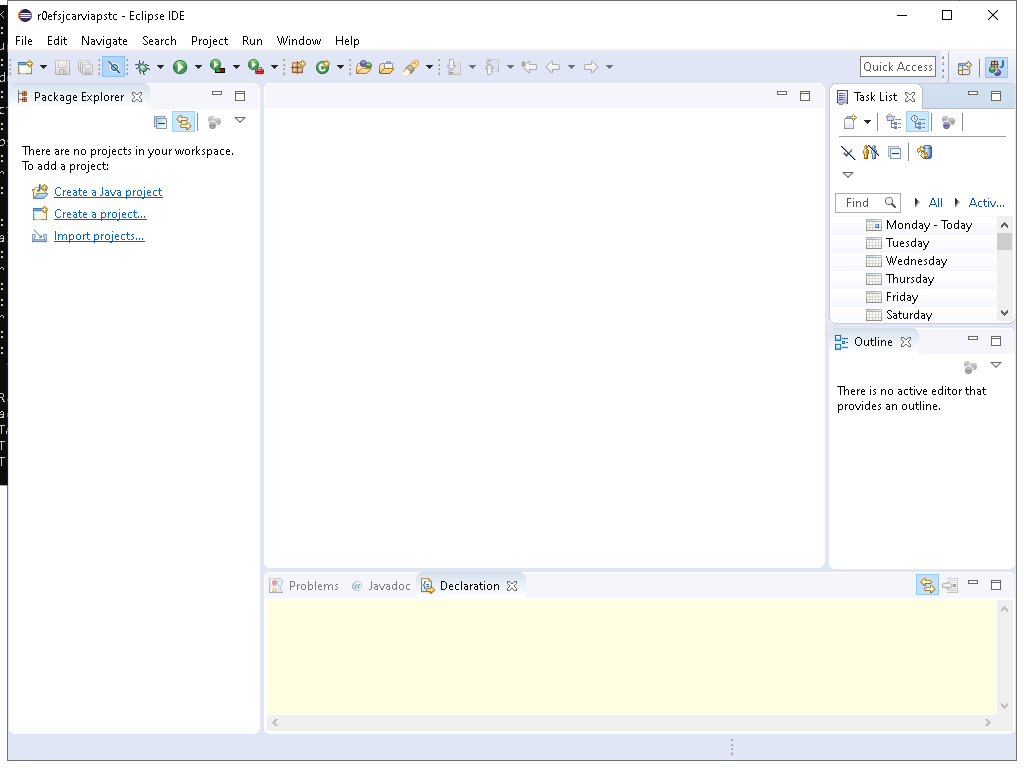 r0efsjcarviapstc - Eclipse IDE
File Edit Navigate Search Project Run Window Help
Quick Access
Package Explorer
Task List
There are no projects in your workspace.
To add a project:
Create a Java project
Create a project...
Import projects...
Find All Activ...
Monday - Today
Tuesday
Wednesday
Thursday
Friday
Saturday
Outline
There is no active editor that
provides an outline.
Problems @ Javadoc Declaration